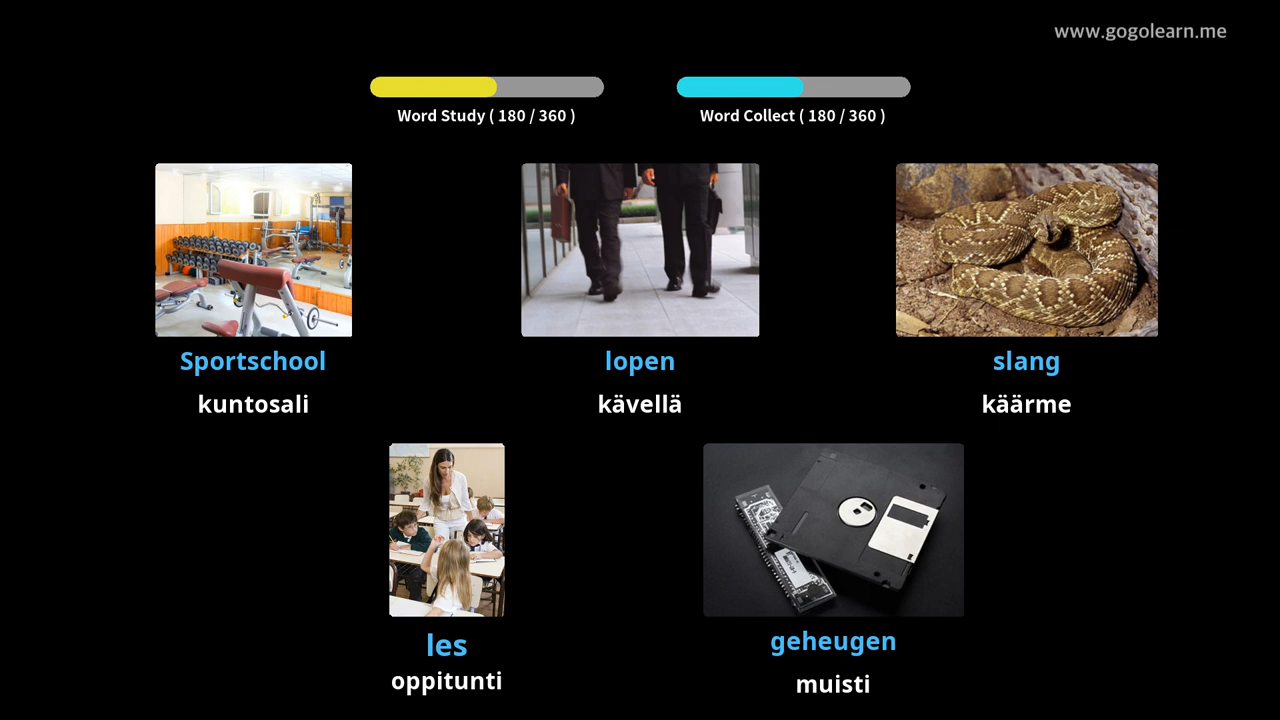 www.gogolearn.me
Word Study ( 180 / 360 )
Word Collect ( 180 / 360 )
Sportschool
kuntosali
lopen
kävellä
slang
käärme
les
oppitunti
geheugen
muisti